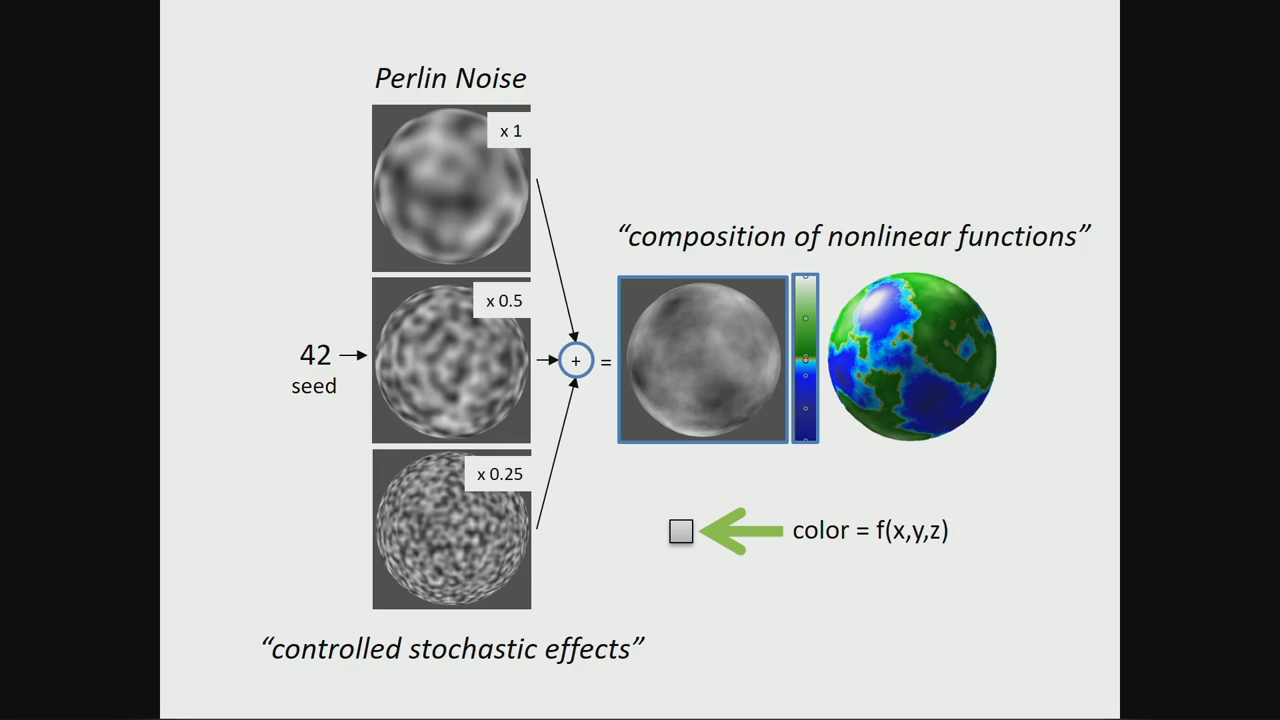 Perlin Noise
x 1
“composition of nonlinear functions”
x 0.5
42
seed
+
=
x 0.25
color = f(x,y,z)
“controlled stochastic effects”